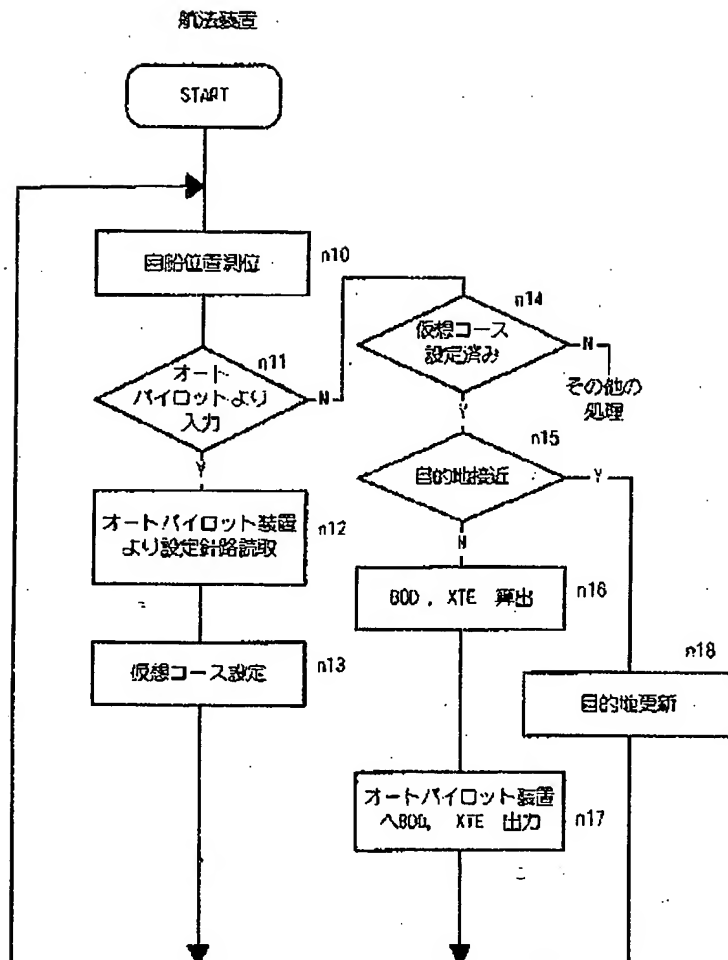 航法装置
START
自船位置測位
n10
オート
パイロットより
入力
n11
N
Y
オートパイロット装置
より設定針路読取
n12
仮想コース設定
n13
仮想コース
設定済み
n14
N
その他の
処理
Y
目的地接近
n15
Y
N
BOD, XTE 算出
n16
オートパイロット装置
へBOD, XTE 出力
n17
目的地更新
n18